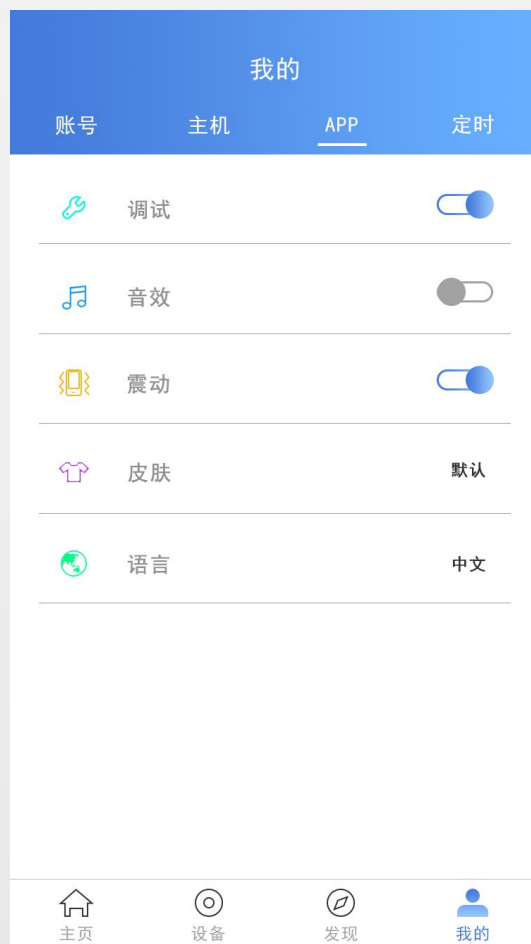 我的
账号 主机 APP 定时
调试
音效
震动
皮肤 默认
语言 中文
主页 设备 发现 我的